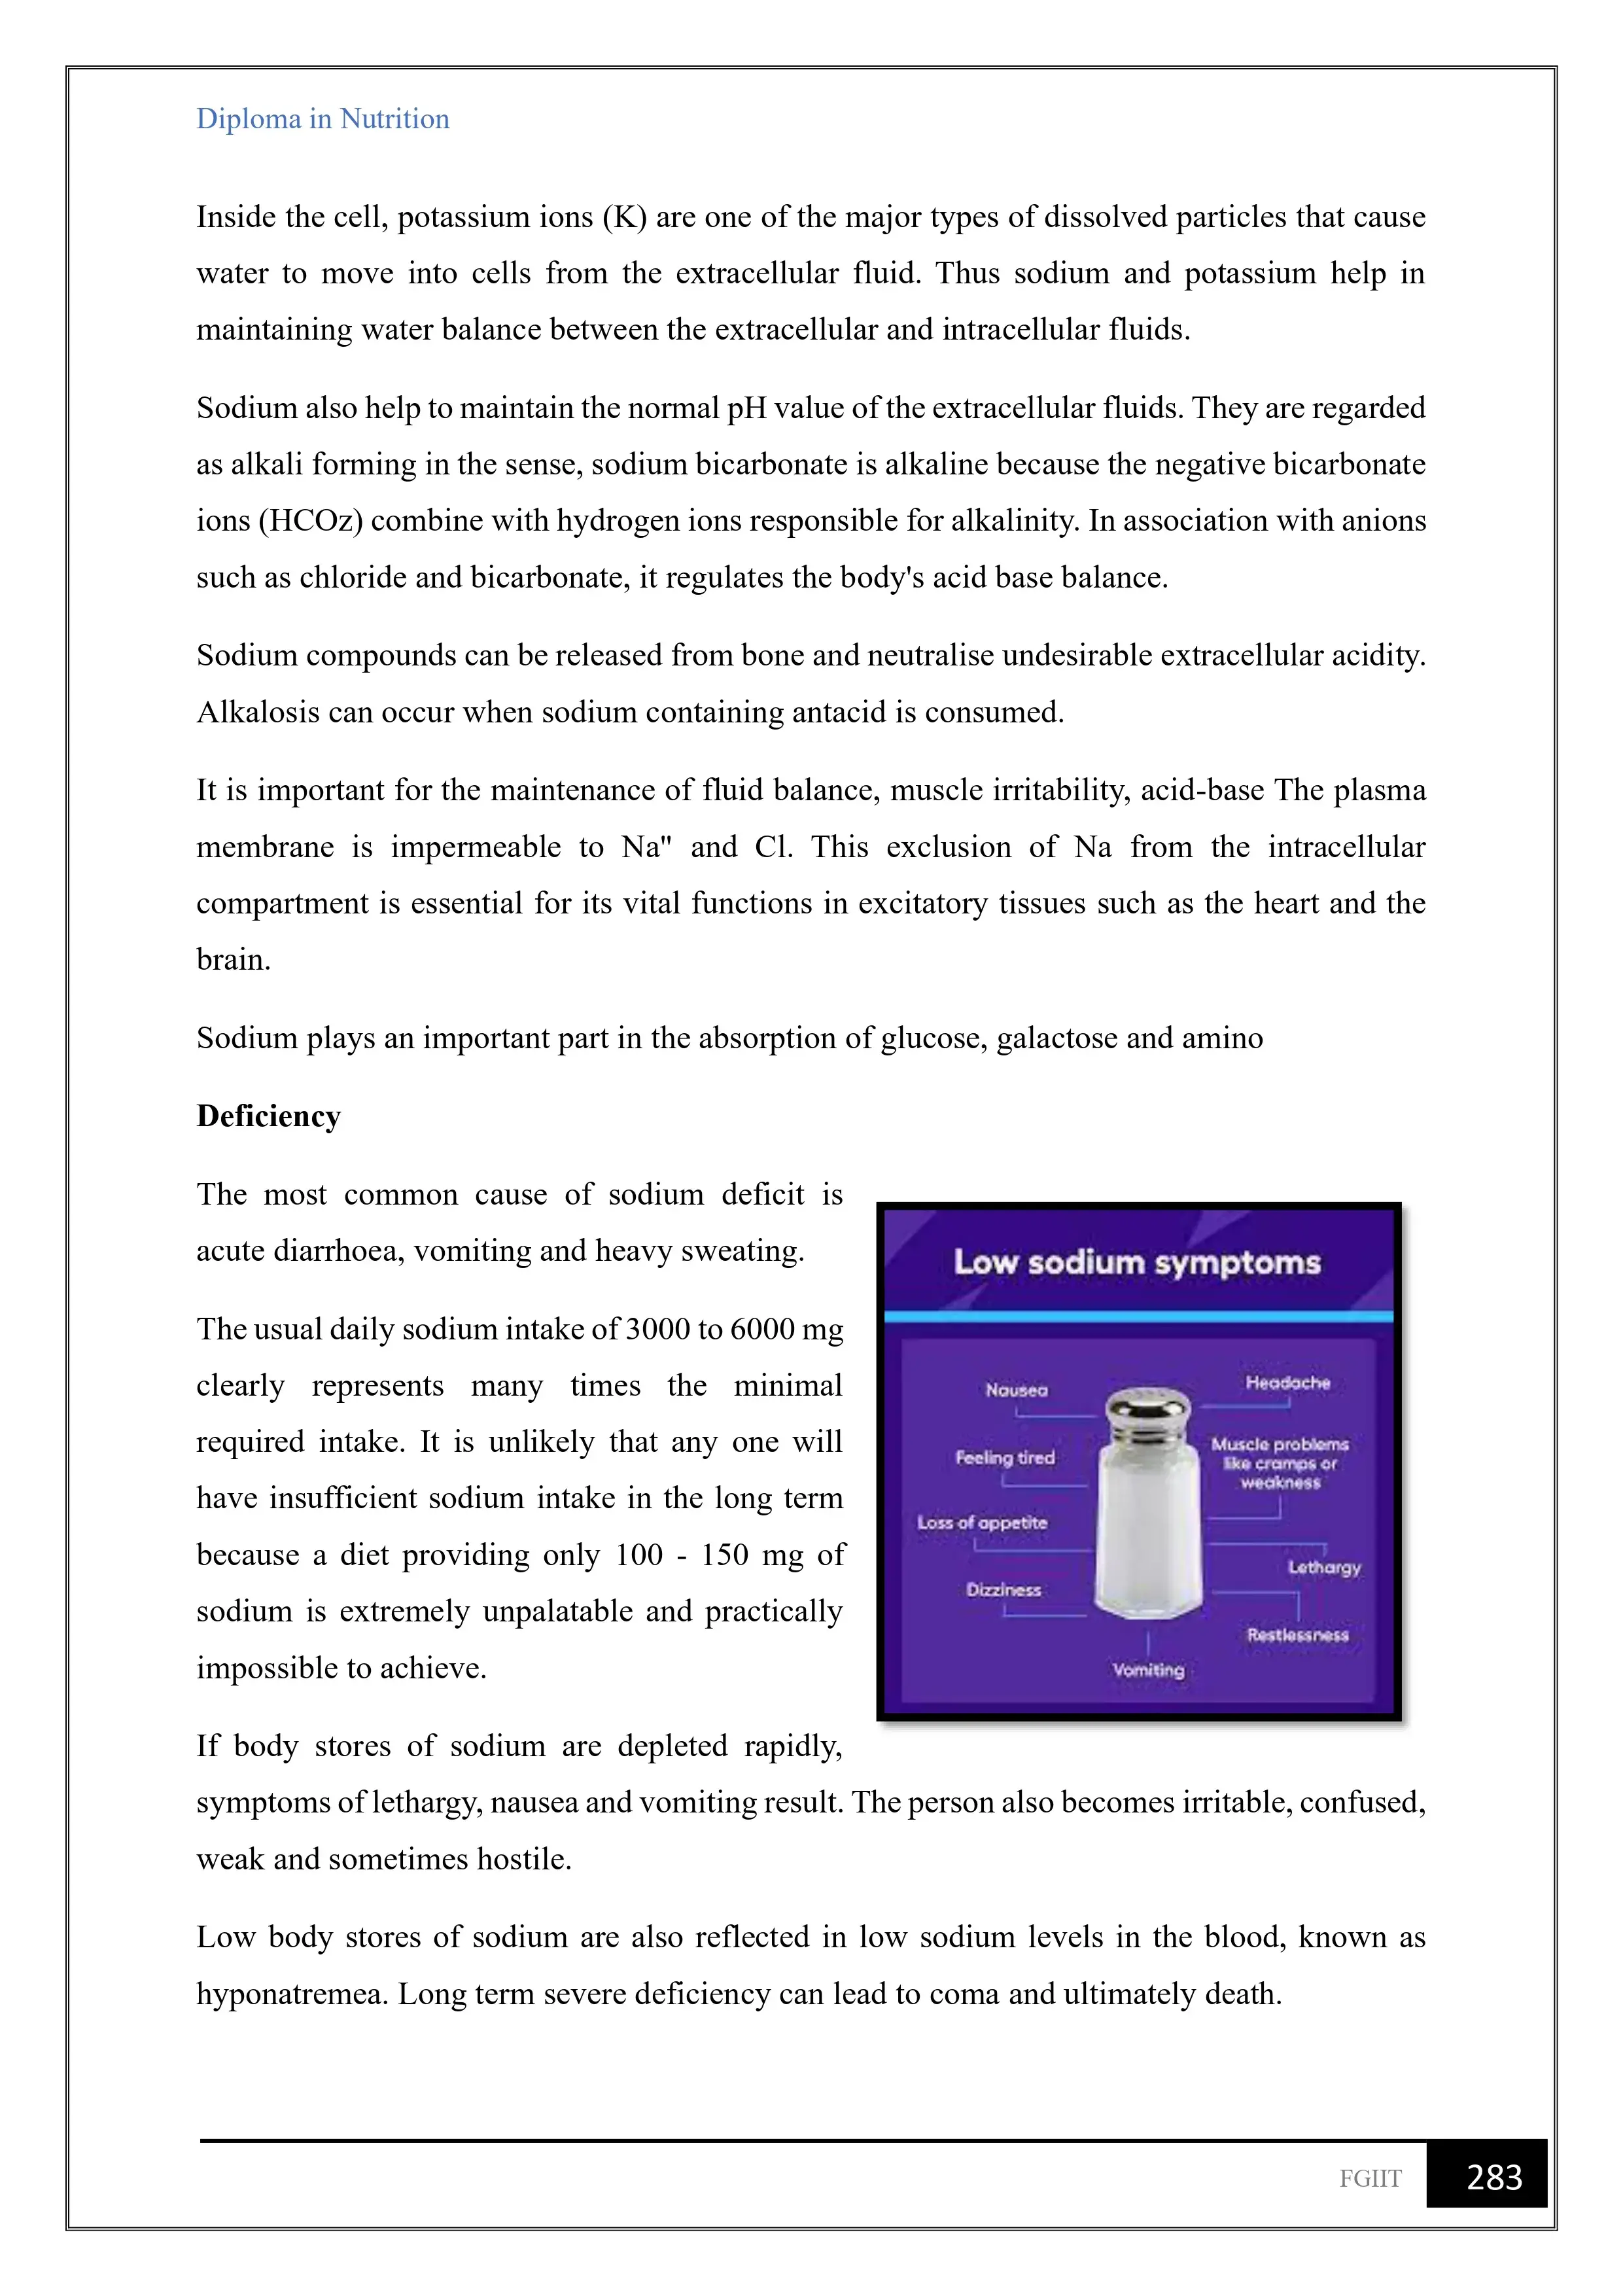 Diploma in Nutrition
Inside the cell, potassium ions (K) are one of the major types of dissolved particles that cause
water to move into cells from the extracellular fluid. Thus sodium and potassium help in
maintaining water balance between the extracellular and intracellular fluids.
Sodium also help to maintain the normal pH value of the extracellular fluids. They are regarded
as alkali forming in the sense, sodium bicarbonate is alkaline because the negative bicarbonate
ions (HCOz) combine with hydrogen ions responsible for alkalinity. In association with anions
such as chloride and bicarbonate, it regulates the body's acid base balance.
Sodium compounds can be released from bone and neutralise undesirable extracellular acidity.
Alkalosis can occur when sodium containing antacid is consumed.
It is important for the maintenance of fluid balance, muscle irritability, acid-base The plasma
membrane is impermeable to Na" and Cl. This exclusion of Na from the intracellular
compartment is essential for its vital functions in excitatory tissues such as the heart and the
brain.
Sodium plays an important part in the absorption of glucose, galactose and amino
Deficiency
The most common cause of sodium deficit is
acute diarrhoea, vomiting and heavy sweating.
The usual daily sodium intake of 3000 to 6000 mg
clearly represents many times the minimal
required intake. It is unlikely that any one will
have insufficient sodium intake in the long term
because a diet providing only 100 - 150 mg of
sodium is extremely unpalatable and practically
impossible to achieve.
Low sodium symptoms
Nausea
Headache
Feeling tired
Muscle problems
like cramps or
weakness
Loss of appetite
Lethargy
Dizziness
Restlessness
Vomiting
If body stores of sodium are depleted rapidly,
symptoms of lethargy, nausea and vomiting result. The person also becomes irritable, confused,
weak and sometimes hostile.
Low body stores of sodium are also reflected in low sodium levels in the blood, known as
hyponatremea. Long term severe deficiency can lead to coma and ultimately death.
FGIIT
283